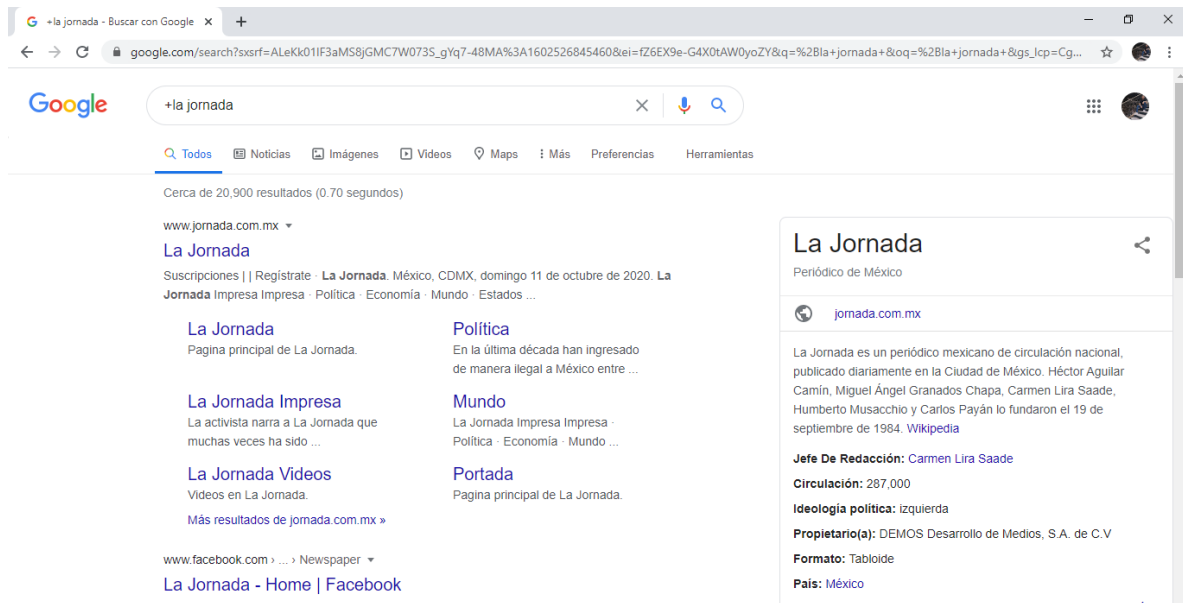 +la jornada - Buscar con Google
google.com/search?sxsrf=ALeKk01IF3aMS8jGMC7W073S_gYq7-48MA%3A1602526845460&ei=fZ6EX9e-G4X0tAW0yoZY&q=%2Bla+jornada+&oq=%2Bla+jornada+&gs_lcp=Cg...
Google
+la jornada
Todos Noticias Imágenes Videos Maps Más Preferencias Herramientas
Cerca de 20,900 resultados (0.70 segundos)
www.jornada.com.mx
La Jornada
Suscripciones | | Regístrate · La Jornada. México, CDMX, domingo 11 de octubre de 2020. La
Jornada Impresa Impresa · Política · Economía · Mundo · Estados ...
La Jornada
Pagina principal de La Jornada.
Política
En la última década han ingresado
de manera ilegal a México entre ...
La Jornada Impresa
La activista narra a La Jornada que
muchas veces ha sido ...
Mundo
La Jornada Impresa Impresa ·
Política · Economía · Mundo ...
La Jornada Videos
Videos en La Jornada.
Portada
Pagina principal de La Jornada.
Más resultados de jornada.com.mx »
www.facebook.com › ... › Newspaper
La Jornada - Home | Facebook
La Jornada
Periódico de México
jornada.com.mx
La Jornada es un periódico mexicano de circulación nacional,
publicado diariamente en la Ciudad de México. Héctor Aguilar
Camín, Miguel Ángel Granados Chapa, Carmen Lira Saade,
Humberto Musacchio y Carlos Payán lo fundaron el 19 de
septiembre de 1984. Wikipedia
Jefe De Redacción: Carmen Lira Saade
Circulación: 287,000
Ideología política: izquierda
Propietario(a): DEMOS Desarrollo de Medios, S.A. de C.V
Formato: Tabloide
País: México